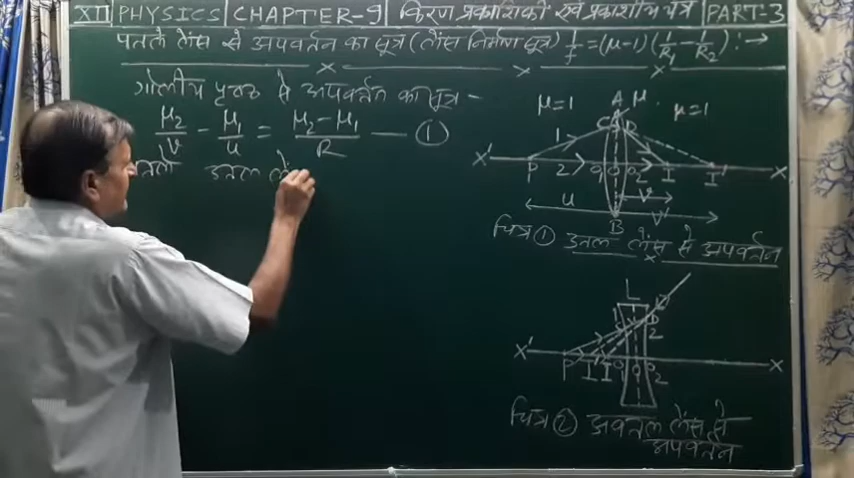 XII PHYSICS CHAPTER-9 किरण प्रकाशिकी एवं प्रकाशीय यंत्र PART-3
पतले लेंस से अपवर्तन का सूत्र (लेंस निर्माण सूत्र) 1/f = (μ-1) (1/R₁ - 1/R₂) :→
गोलीय पृष्ठ से अपवर्तन का सूत्र -
μ₂/v - μ₁/u = (μ₂-μ₁)/R — ①
उत्तल
μ=1 A μ μ=1
C D
X' P 1 2 O₁ O O₂ I I' X
u v v'
B
चित्र ① उत्तल लेंस से अपवर्तन
L
X' P I I' O₁ O O₂ X
चित्र ② अवतल लेंस से
अपवर्तन